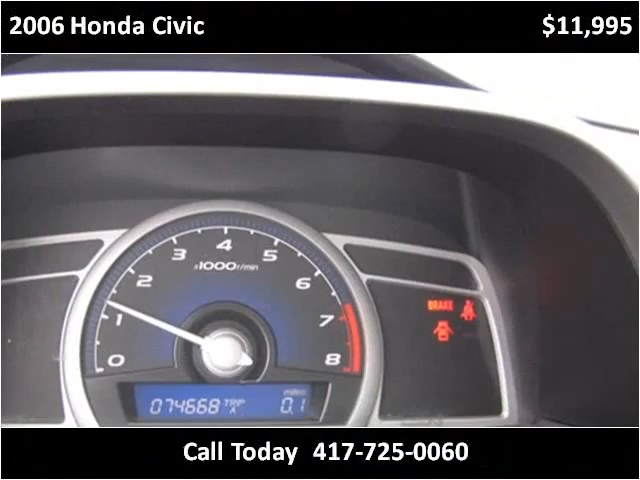 2006 Honda Civic $11,995
4
3 5
x1000r/min
2 6
1 7
BRAKE
0 8
074668 TRIP A miles 0.1
Call Today 417-725-0060